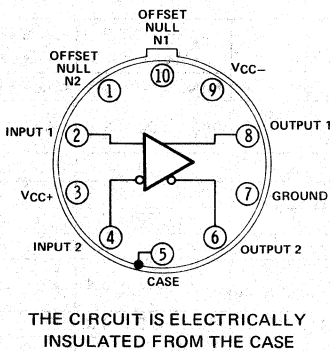 OFFSET
NULL
N1
OFFSET
NULL
N2
VCC−
10
1
9
INPUT 1
2
8
OUTPUT 1
VCC+
3
7
GROUND
INPUT 2
4
5
6
OUTPUT 2
CASE
THE CIRCUIT IS ELECTRICALLY
INSULATED FROM THE CASE